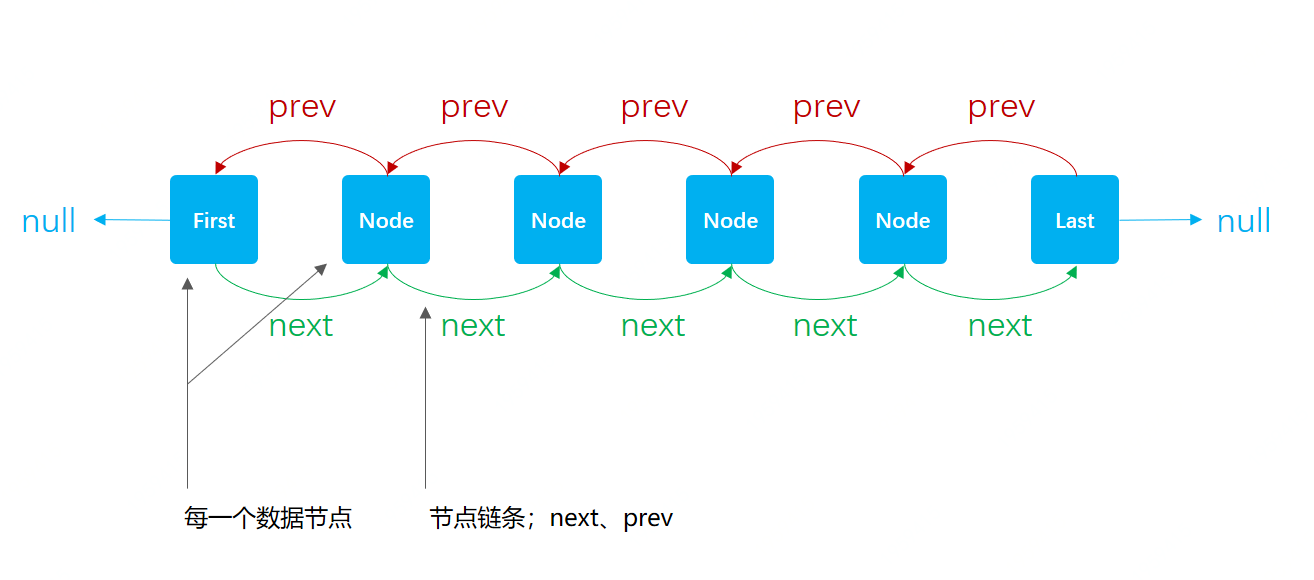 prev prev prev prev prev
null First Node Node Node Node Last null
next next next next next
每一个数据节点 节点链条；next、prev